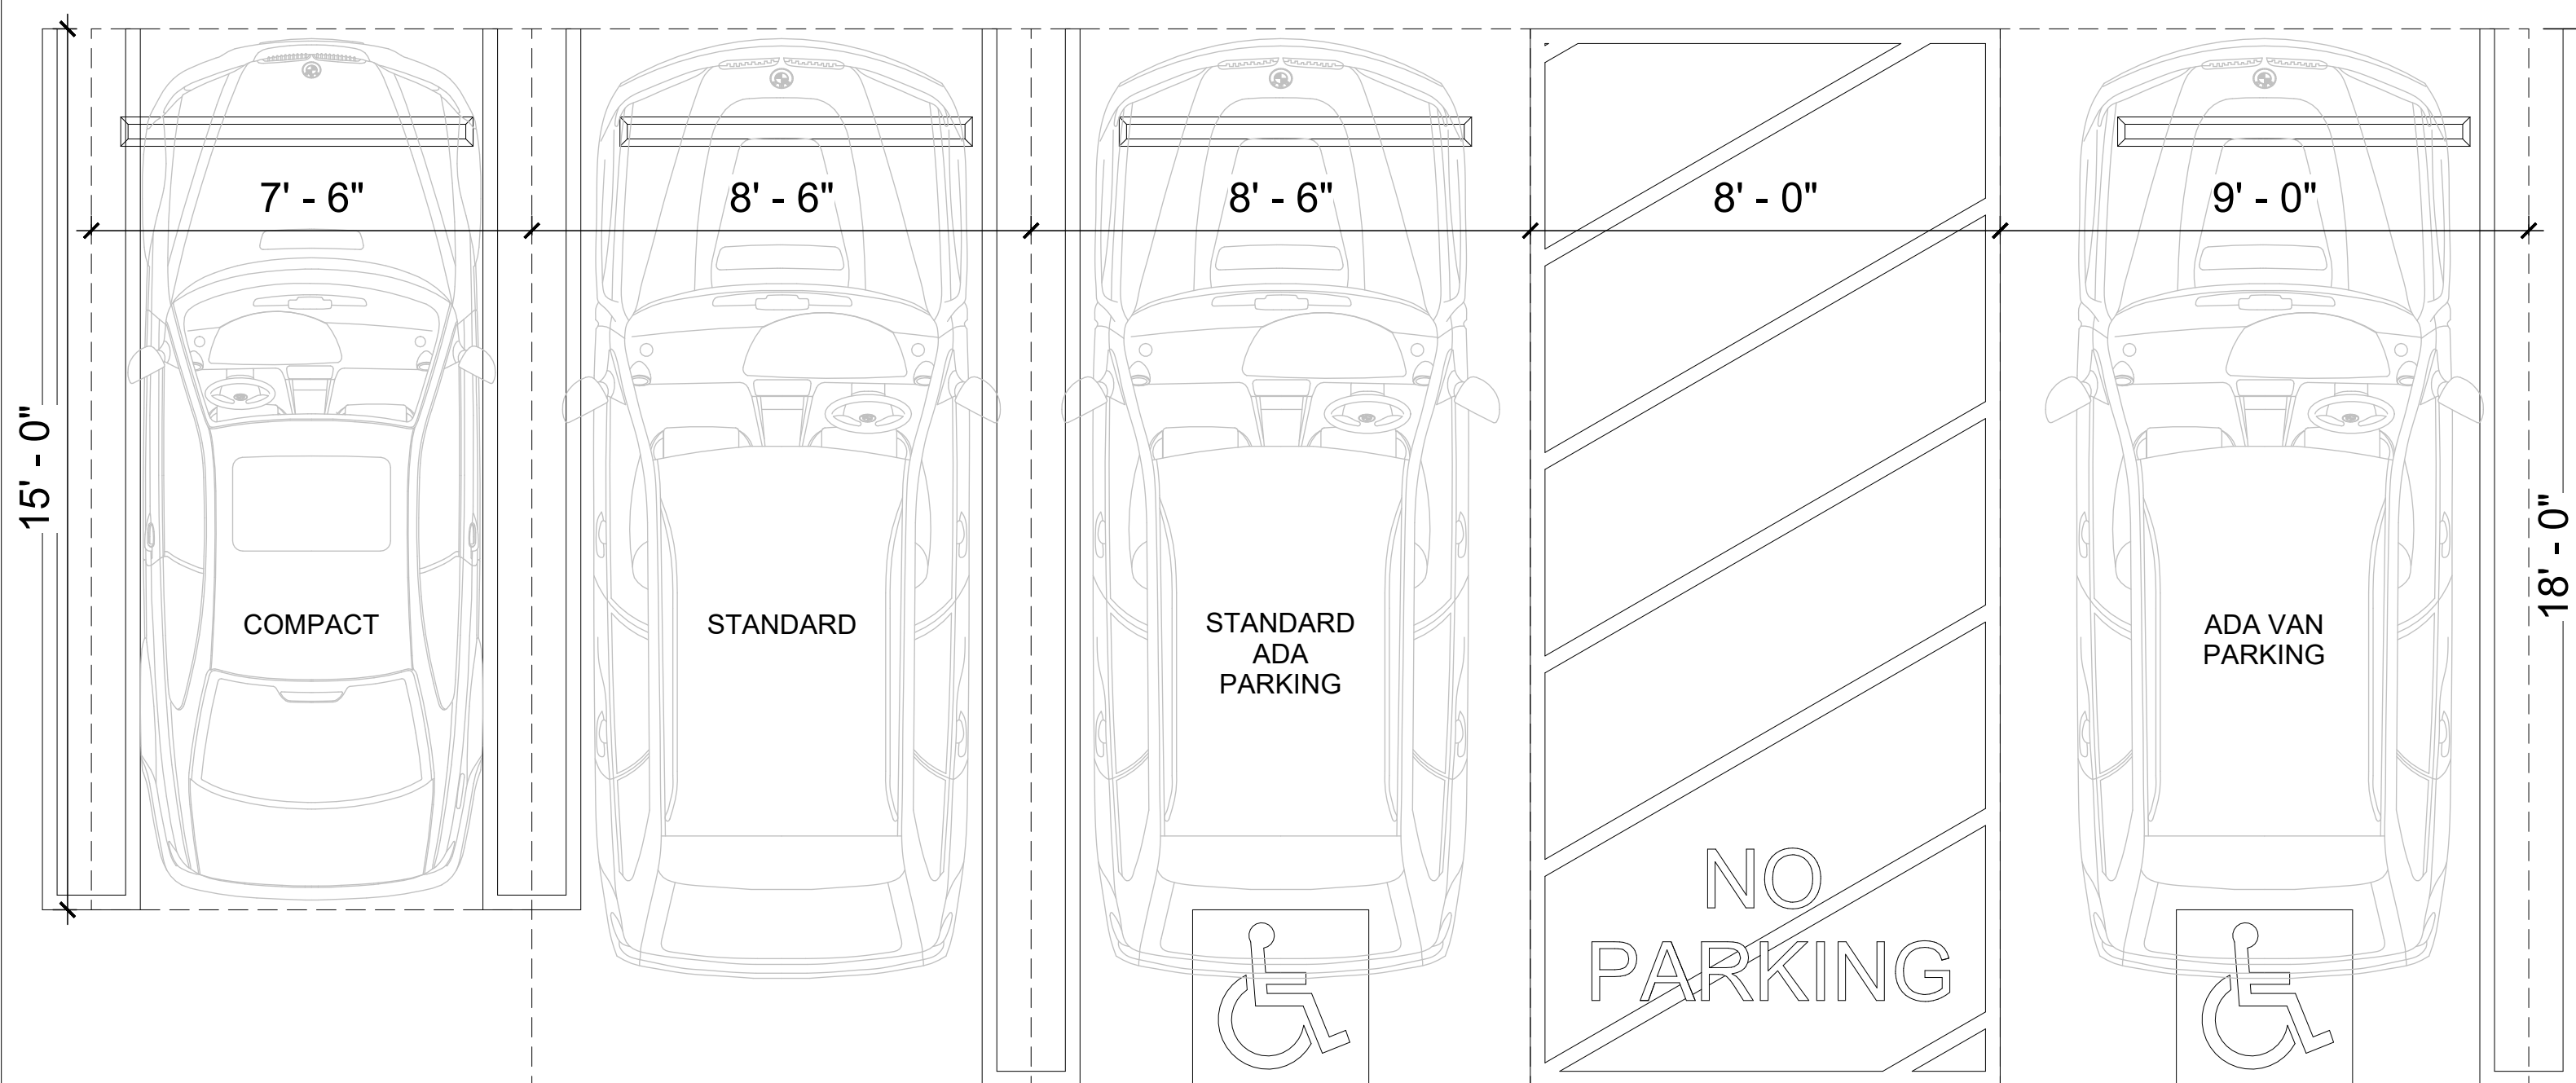 7' - 6"
8' - 6"
8' - 6"
8' - 0"
9' - 0"
15' - 0"
18' - 0"
COMPACT
STANDARD
STANDARD
ADA
PARKING
ADA VAN
PARKING
NO
PARKING